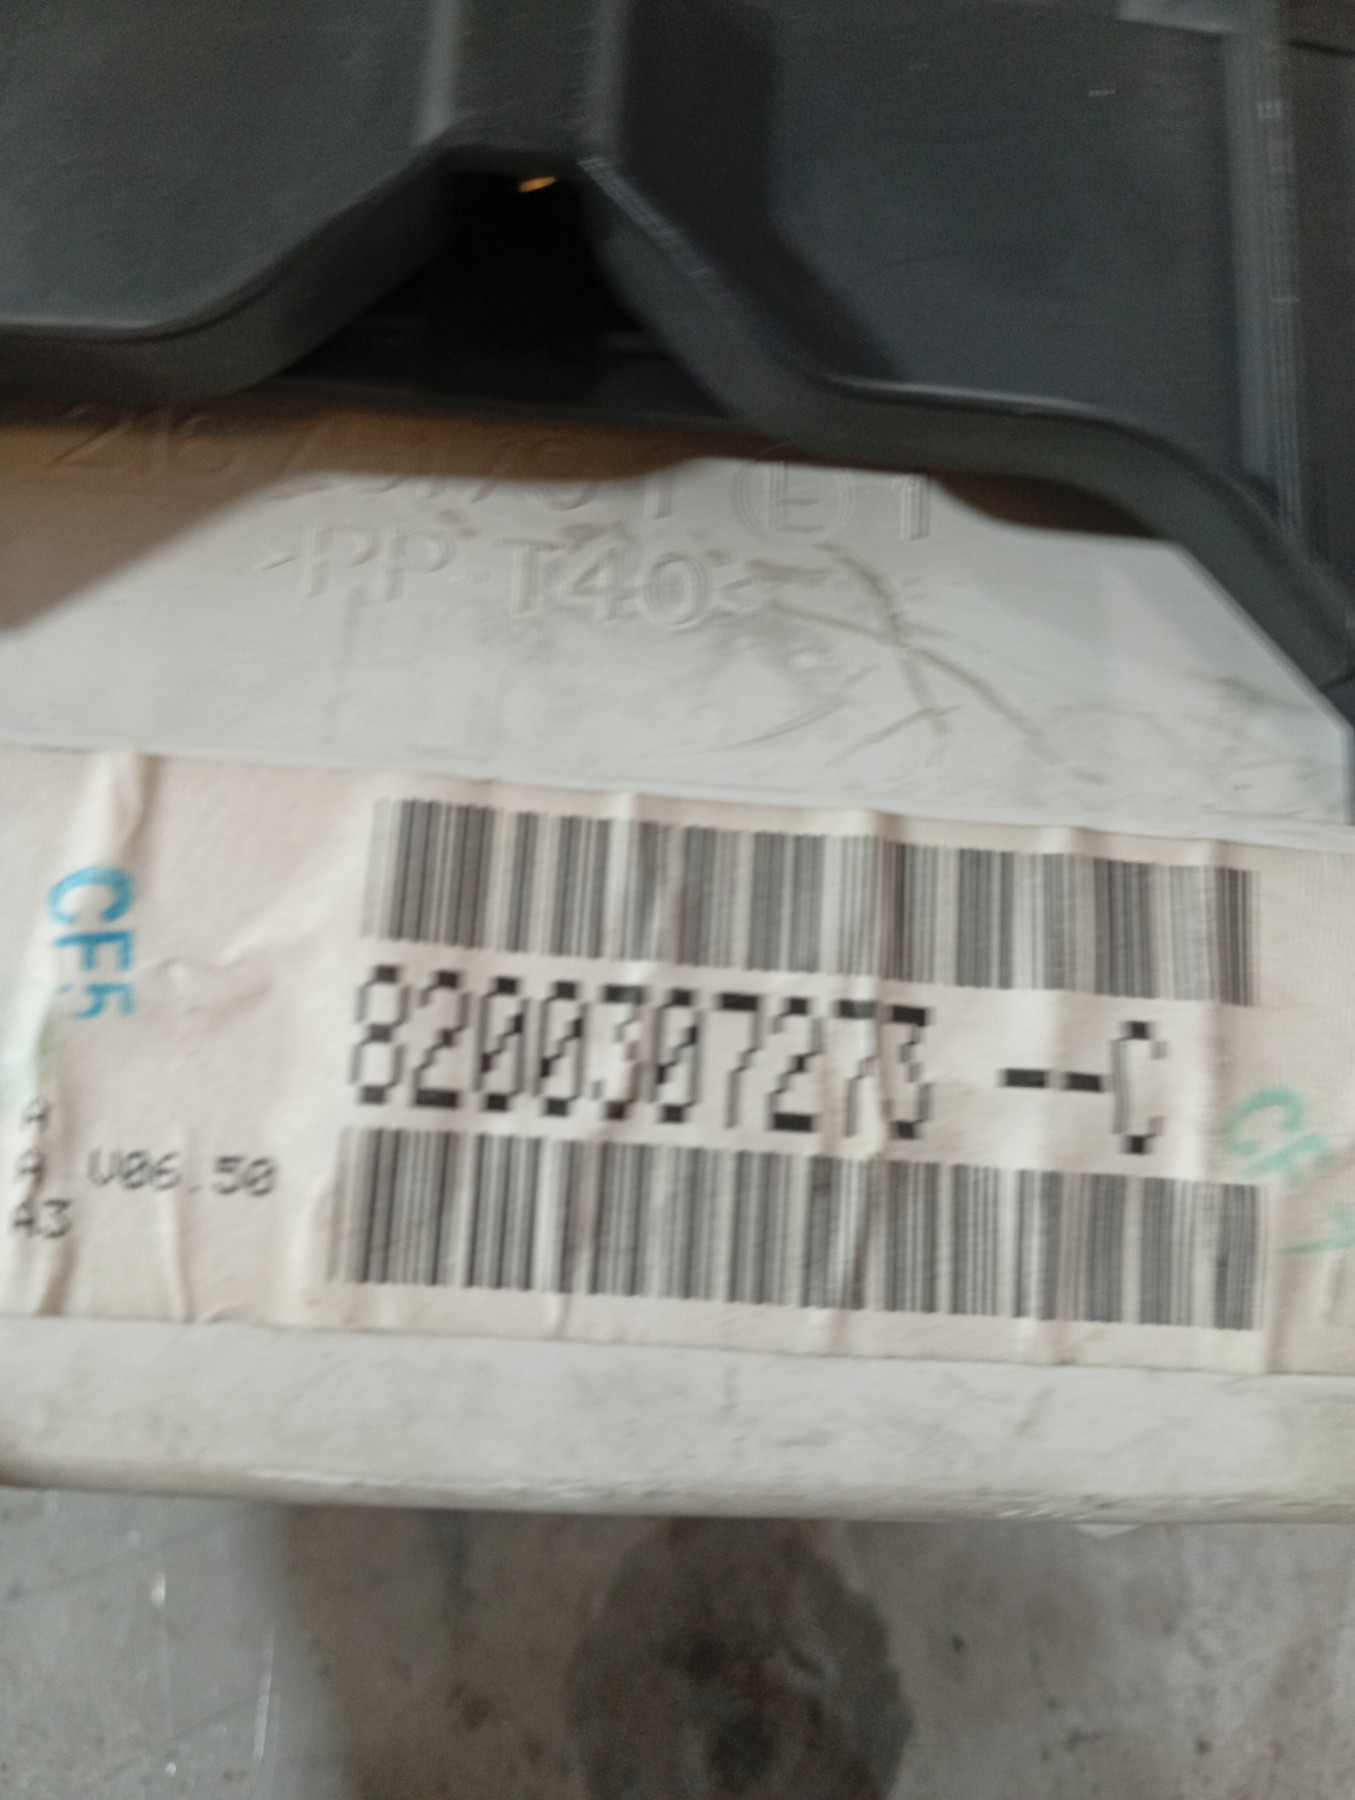 >PP-T40<
CF5
8200307273 --C
A
A V06.50
A3